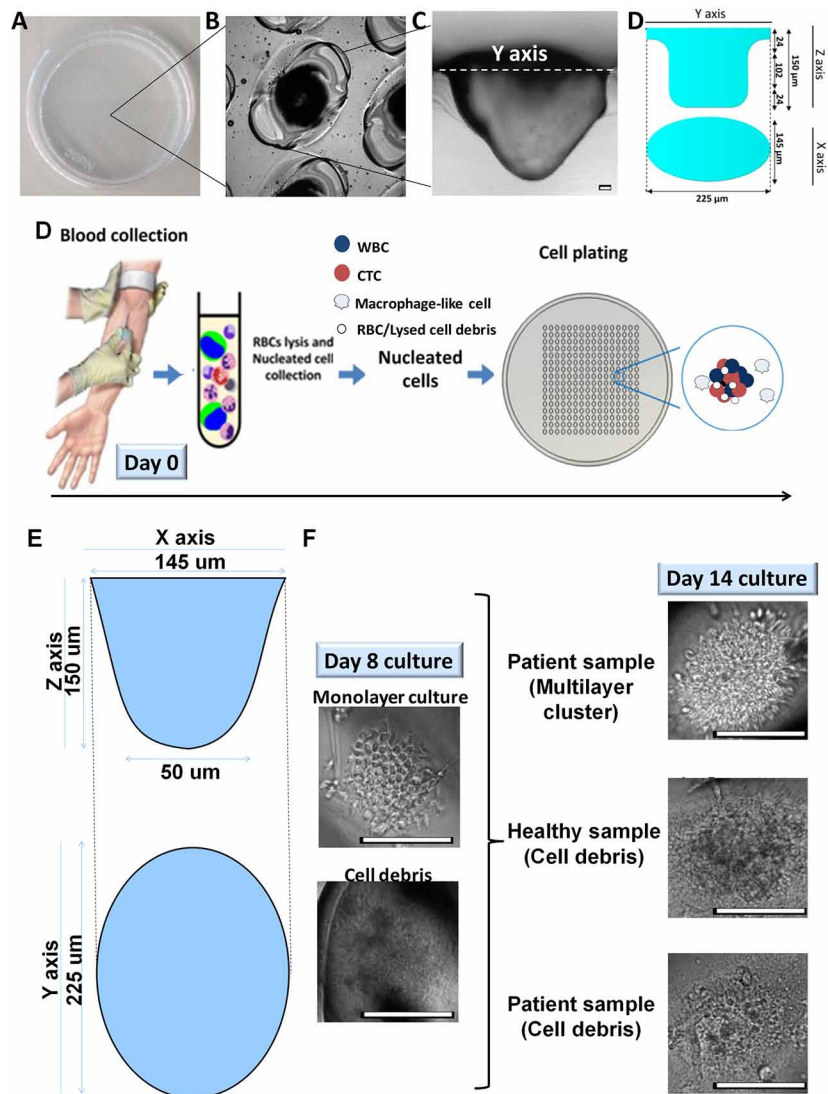 A
B
C
Y axis
D
Y axis
24
102
24
150 µm
Z axis
145 µm
X axis
225 µm
D
Blood collection
Day 0
RBCs lysis and
Nucleated cell
collection
WBC
CTC
Macrophage-like cell
RBC/Lysed cell debris
Nucleated
cells
Cell plating
E
X axis
145 um
Z axis
150 um
50 um
Y axis
225 um
F
Day 8 culture
Monolayer culture
Cell debris
Day 14 culture
Patient sample
(Multilayer
cluster)
Healthy sample
(Cell debris)
Patient sample
(Cell debris)